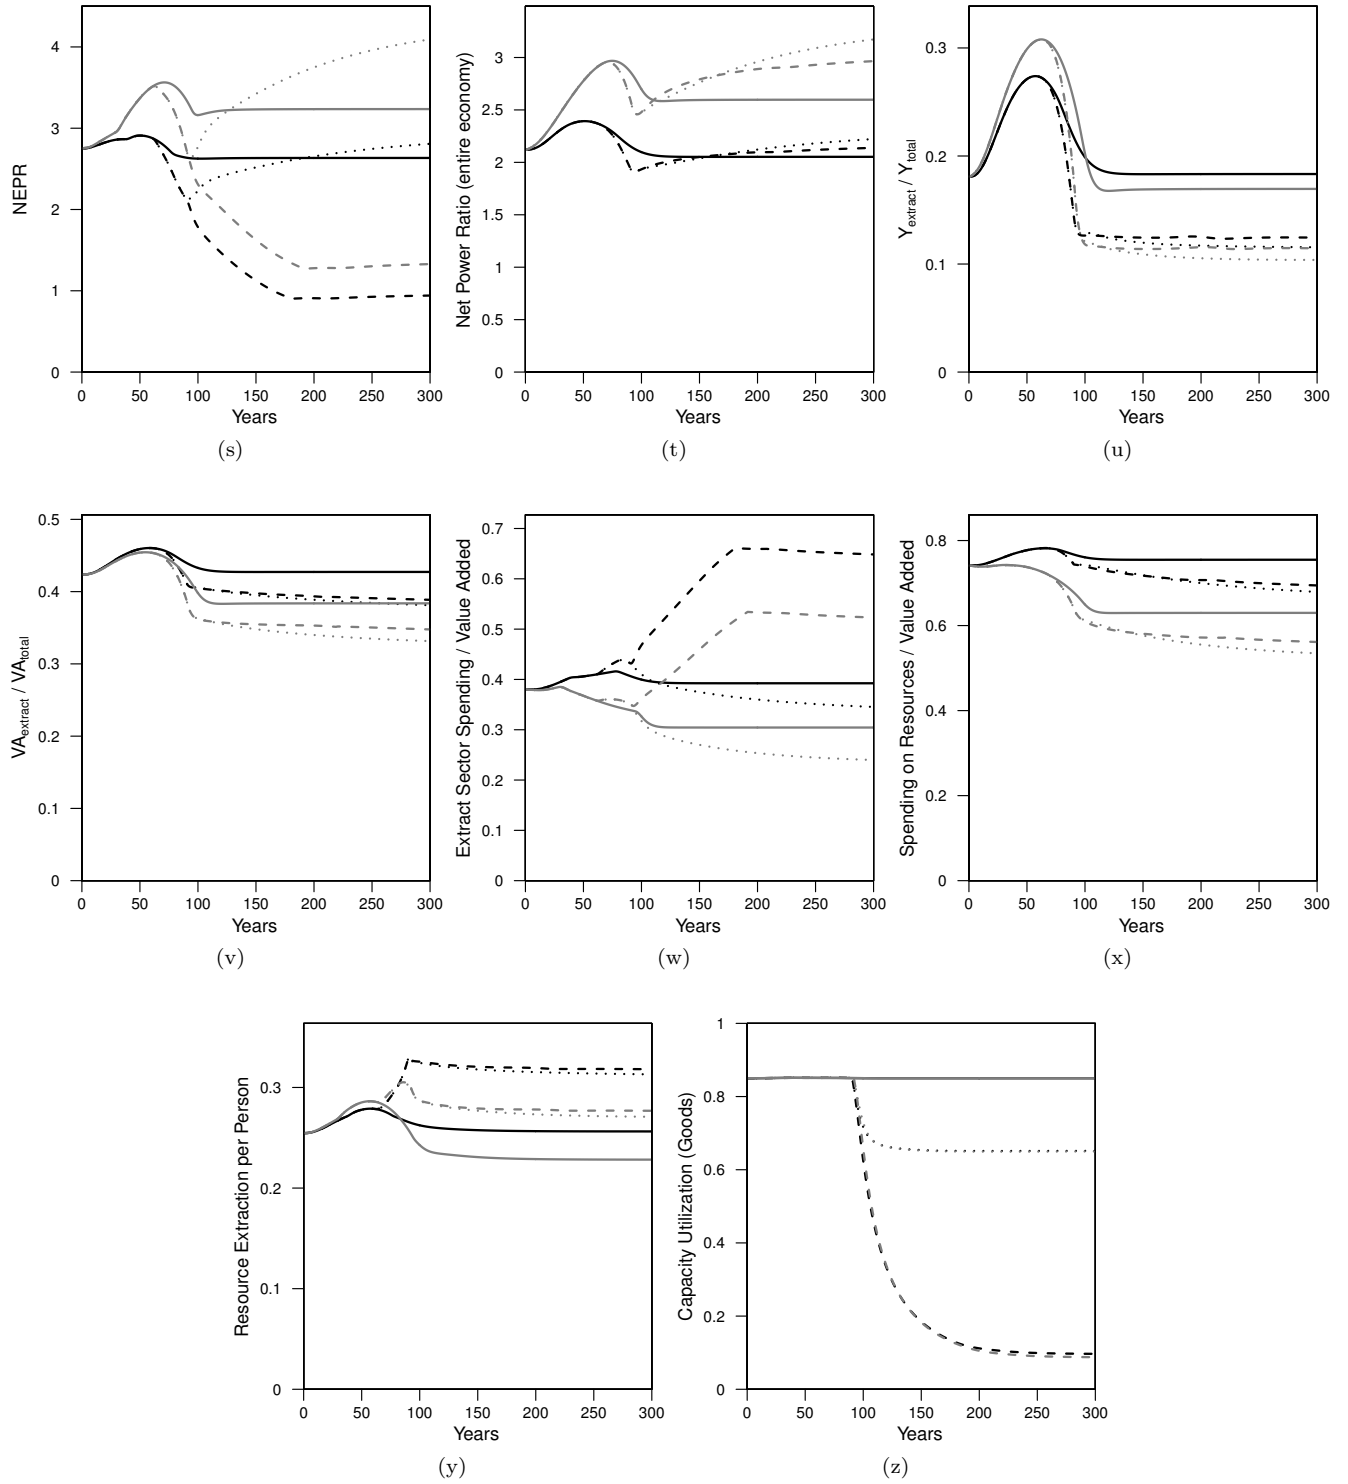 NEPR
0
1
2
3
4
0 50 100 150 200 250 300
Years
(s)
Net Power Ratio (entire economy)
0
0.5
1
1.5
2
2.5
3
0 50 100 150 200 250 300
Years
(t)
Y_extract / Y_total
0
0.1
0.2
0.3
0 50 100 150 200 250 300
Years
(u)
VA_extract / VA_total
0
0.1
0.2
0.3
0.4
0.5
0 50 100 150 200 250 300
Years
(v)
Extract Sector Spending / Value Added
0
0.1
0.2
0.3
0.4
0.5
0.6
0.7
0 50 100 150 200 250 300
Years
(w)
Spending on Resources / Value Added
0
0.2
0.4
0.6
0.8
0 50 100 150 200 250 300
Years
(x)
Resource Extraction per Person
0
0.1
0.2
0.3
0 50 100 150 200 250 300
Years
(y)
Capacity Utilization (Goods)
0
0.2
0.4
0.6
0.8
1
0 50 100 150 200 250 300
Years
(z)